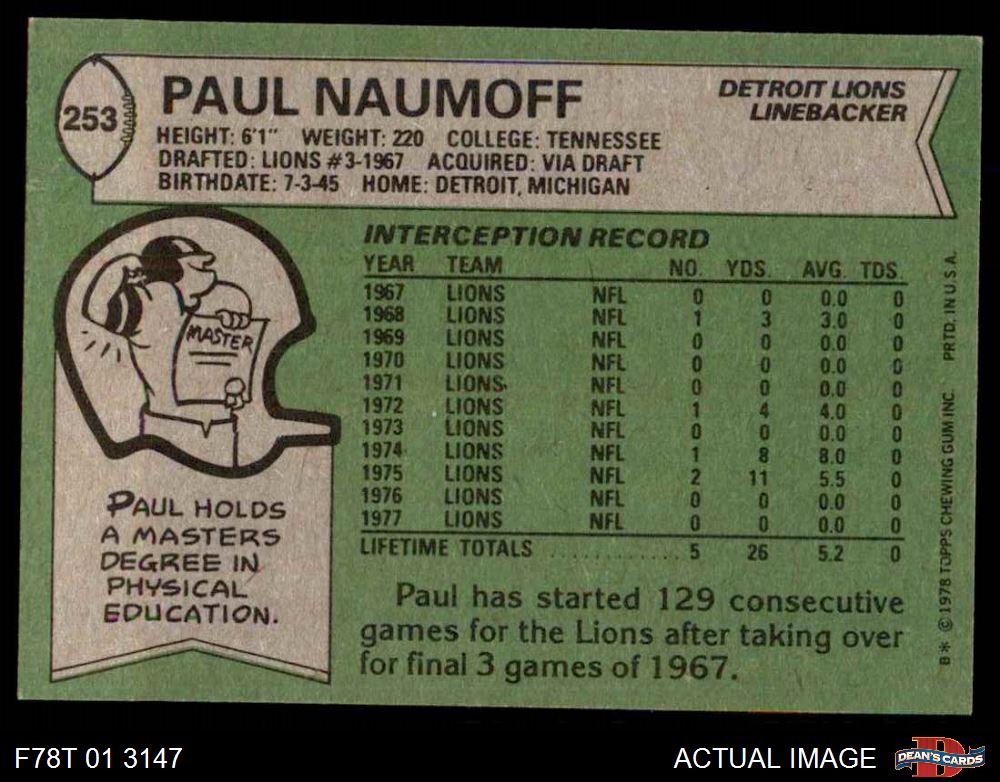 253
PAUL NAUMOFF
DETROIT LIONS
LINEBACKER
HEIGHT: 6'1" WEIGHT: 220 COLLEGE: TENNESSEE
DRAFTED: LIONS #3-1967 ACQUIRED: VIA DRAFT
BIRTHDATE: 7-3-45 HOME: DETROIT, MICHIGAN
MASTER
PAUL HOLDS
A MASTERS
DEGREE IN
PHYSICAL
EDUCATION.
INTERCEPTION RECORD
YEAR TEAM NO. YDS. AVG. TDS.
1967 LIONS NFL 0 0 0.0 0
1968 LIONS NFL 1 3 3.0 0
1969 LIONS NFL 0 0 0.0 0
1970 LIONS NFL 0 0 0.0 0
1971 LIONS NFL 0 0 0.0 0
1972 LIONS NFL 1 4 4.0 0
1973 LIONS NFL 0 0 0.0 0
1974 LIONS NFL 1 8 8.0 0
1975 LIONS NFL 2 11 5.5 0
1976 LIONS NFL 0 0 0.0 0
1977 LIONS NFL 0 0 0.0 0
LIFETIME TOTALS ............ 5 26 5.2 0
Paul has started 129 consecutive
games for the Lions after taking over
for final 3 games of 1967.
B* © 1978 TOPPS CHEWING GUM INC. PRTD. IN U.S.A.
F78T 01 3147
ACTUAL IMAGE
D
DEAN'S CARDS